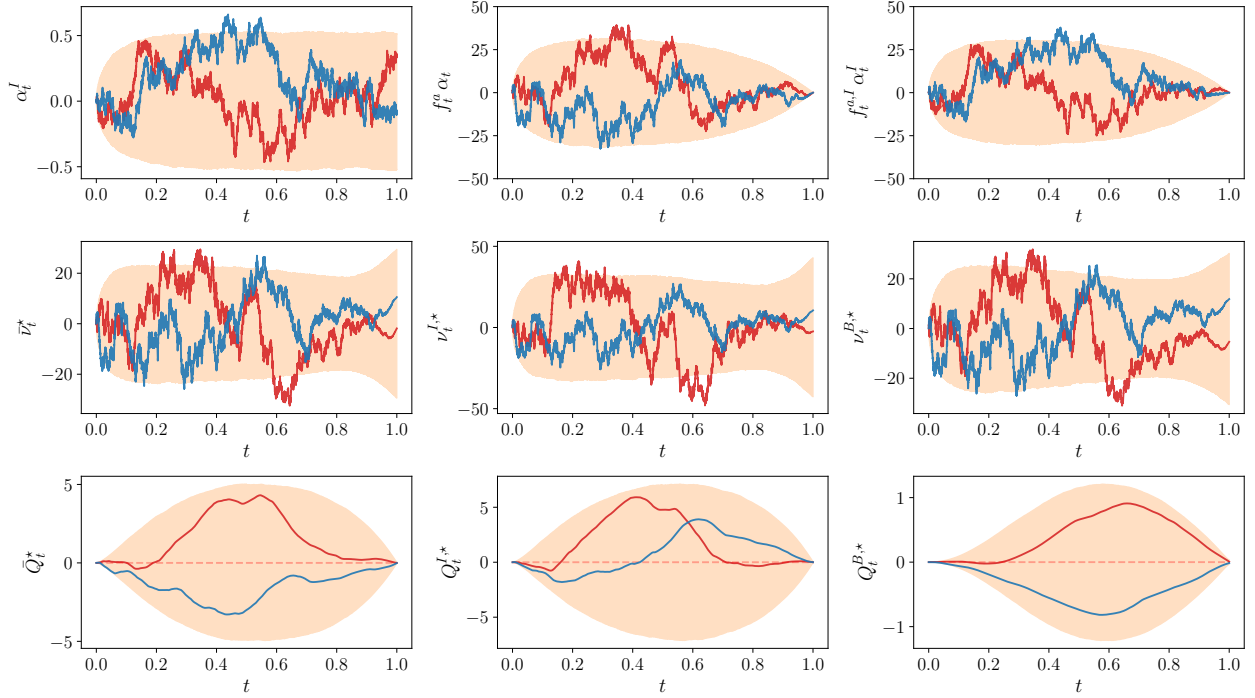 α_t^I
0.5
0.0
−0.5
0.0 0.2 0.4 0.6 0.8 1.0
t
f_t^a α_t
50
25
0
−25
−50
0.0 0.2 0.4 0.6 0.8 1.0
t
f_t^{a,I} α_t^I
50
25
0
−25
−50
0.0 0.2 0.4 0.6 0.8 1.0
t
ν̄_t^⋆
20
0
−20
0.0 0.2 0.4 0.6 0.8 1.0
t
ν_t^{I,⋆}
50
0
−50
0.0 0.2 0.4 0.6 0.8 1.0
t
ν_t^{B,⋆}
20
0
−20
0.0 0.2 0.4 0.6 0.8 1.0
t
Q̄_t^⋆
5
0
−5
0.0 0.2 0.4 0.6 0.8 1.0
t
Q_t^{I,⋆}
5
0
−5
0.0 0.2 0.4 0.6 0.8 1.0
t
Q_t^{B,⋆}
1
0
−1
0.0 0.2 0.4 0.6 0.8 1.0
t